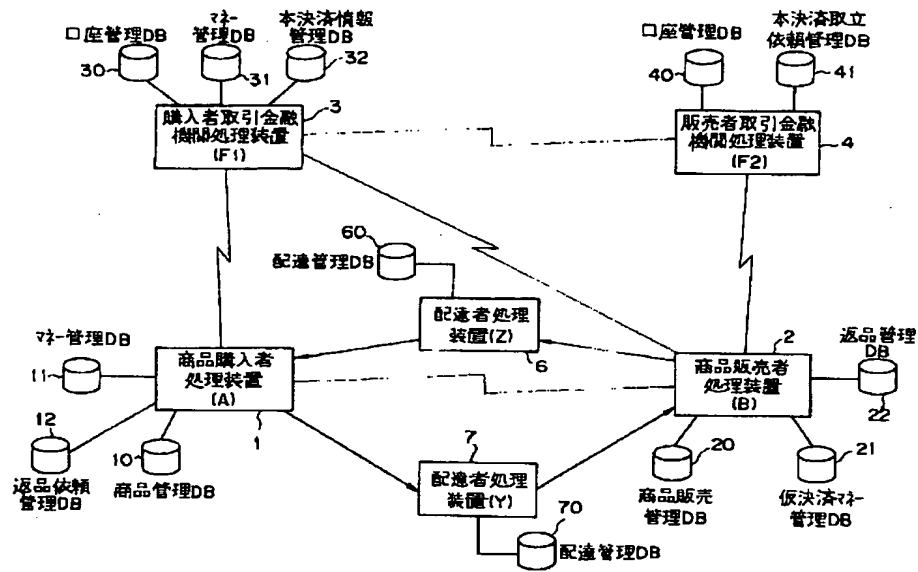 口座管理DB
30
マネー
管理DB
31
本決済情報
管理DB
32
口座管理DB
40
本決済取立
依頼管理DB
41
購入者取引金融
機関処理装置
(F1)
3
販売者取引金融
機関処理装置
(F2)
4
60
配達管理DB
配達者処理
装置(Z)
6
マネー管理DB
11
商品購入者
処理装置
(A)
1
2
商品販売者
処理装置
(B)
返品管理
DB
22
12
返品依頼
管理DB
10
商品管理DB
7
配達者処理
装置(Y)
70
配達管理DB
20
商品販売
管理DB
21
仮決済マネー
管理DB